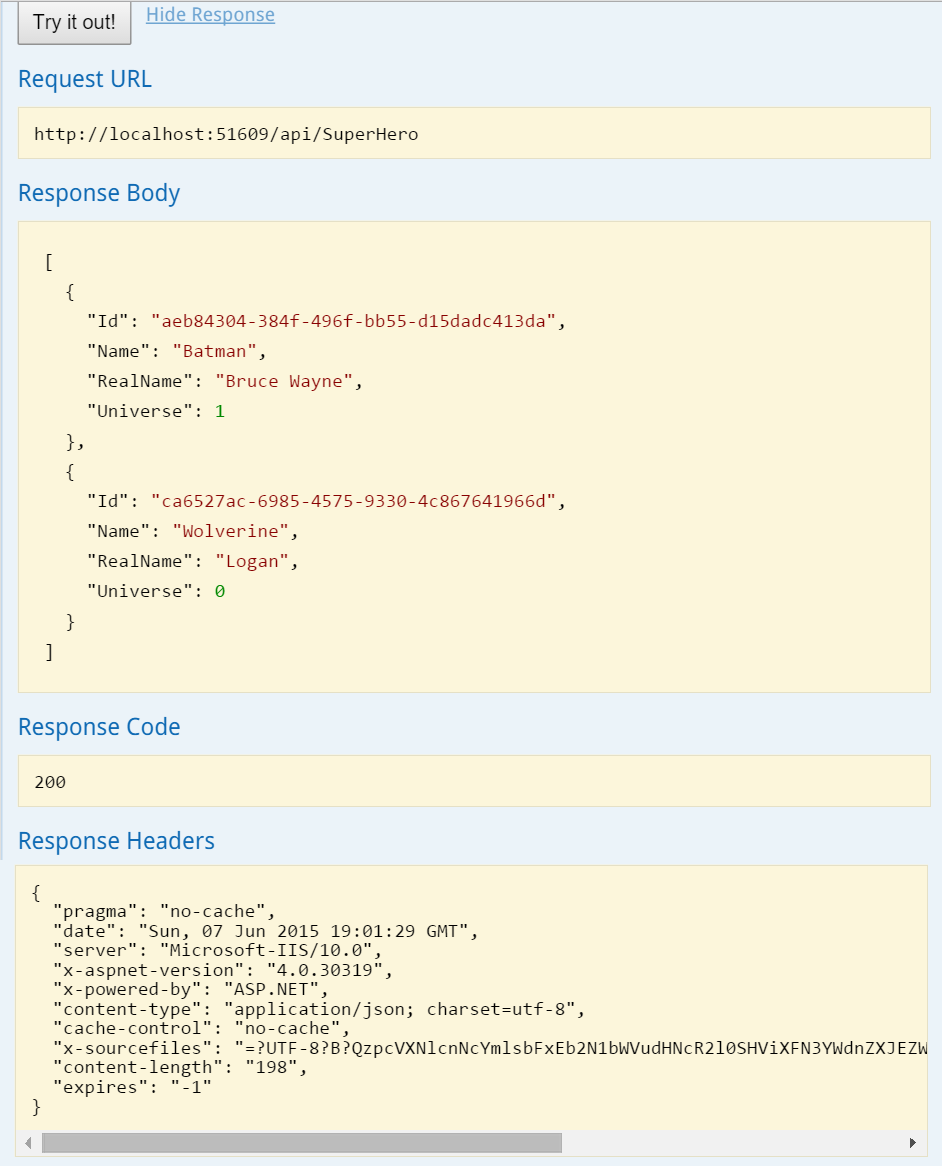 Try it out! Hide Response
Request URL
http://localhost:51609/api/SuperHero
Response Body
[
{
"Id": "aeb84304-384f-496f-bb55-d15dadc413da",
"Name": "Batman",
"RealName": "Bruce Wayne",
"Universe": 1
},
{
"Id": "ca6527ac-6985-4575-9330-4c867641966d",
"Name": "Wolverine",
"RealName": "Logan",
"Universe": 0
}
]
Response Code
200
Response Headers
{
"pragma": "no-cache",
"date": "Sun, 07 Jun 2015 19:01:29 GMT",
"server": "Microsoft-IIS/10.0",
"x-aspnet-version": "4.0.30319",
"x-powered-by": "ASP.NET",
"content-type": "application/json; charset=utf-8",
"cache-control": "no-cache",
"x-sourcefiles": "=?UTF-8?B?QzpcVXNlcnNcYmlsbFxEb2N1bWVudHNcR2l0SHViXFN3YWdnZXJEZW
"content-length": "198",
"expires": "-1"
}